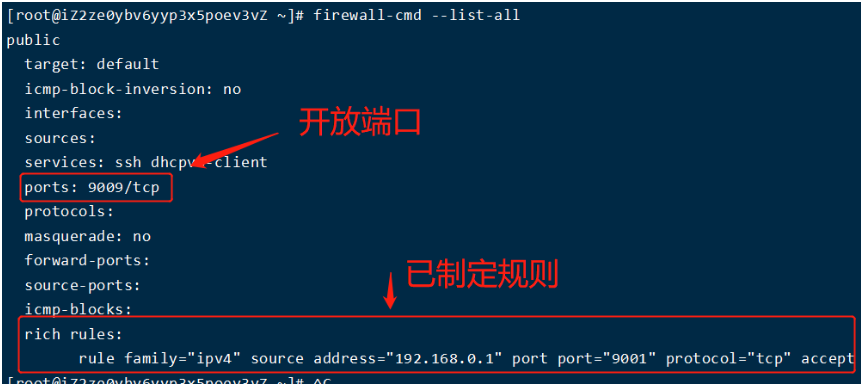 [root@iZ2ze0ybv6yyp3x5poev3vZ ~]# firewall-cmd --list-all
public
target: default
icmp-block-inversion: no
interfaces:
开放端口
sources:
services: ssh dhcpv6-client
ports: 9009/tcp
protocols:
masquerade: no
forward-ports:
已制定规则
source-ports:
icmp-blocks:
rich rules:
rule family="ipv4" source address="192.168.0.1" port port="9001" protocol="tcp" accept
[root@iZ2ze0ybv6yyp3x5poev3vZ ~]# ^C